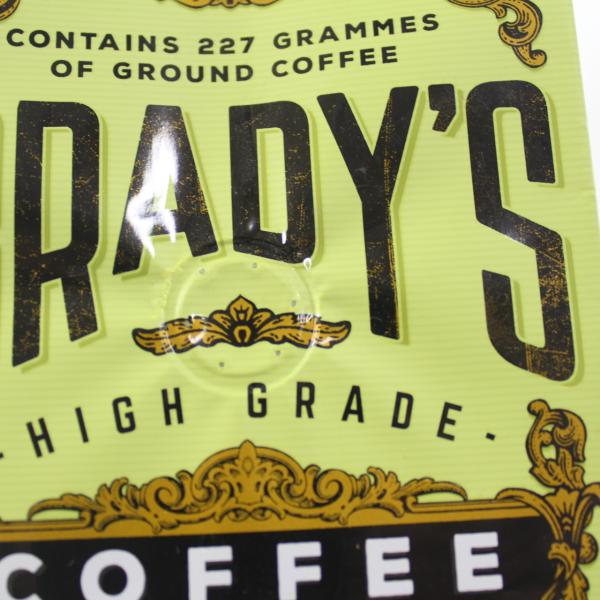 CONTAINS 227 GRAMMES
OF GROUND COFFEE
RADY'S
-HIGH GRADE-
COFFEE